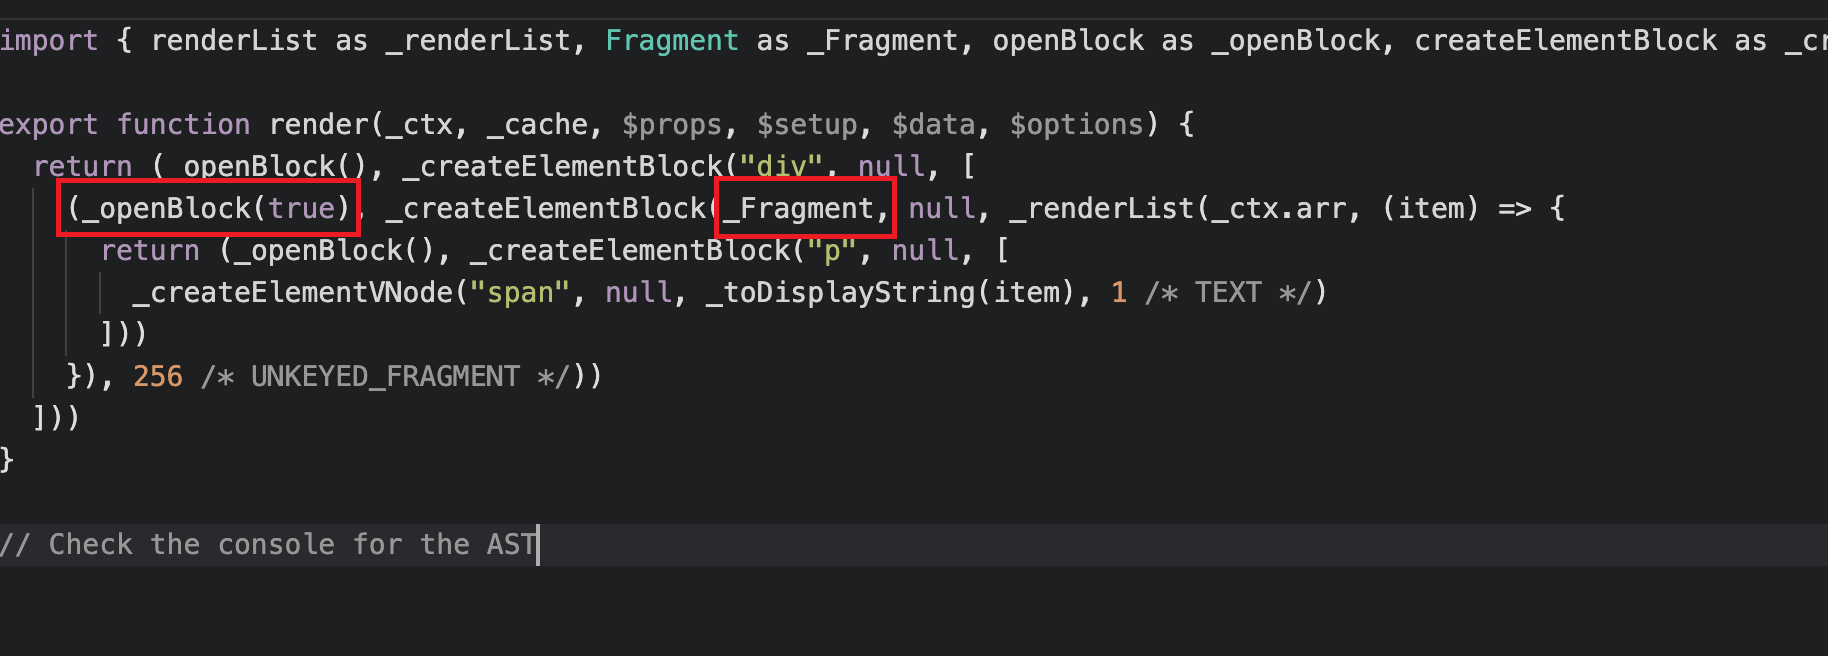 import { renderList as _renderList, Fragment as _Fragment, openBlock as _openBlock, createElementBlock as _cr
export function render(_ctx, _cache, $props, $setup, $data, $options) {
return (_openBlock(), _createElementBlock("div", null, [
(_openBlock(true), _createElementBlock(_Fragment, null, _renderList(_ctx.arr, (item) => {
return (_openBlock(), _createElementBlock("p", null, [
_createElementVNode("span", null, _toDisplayString(item), 1 /* TEXT */)
]))
}), 256 /* UNKEYED_FRAGMENT */))
]))
}
// Check the console for the AST